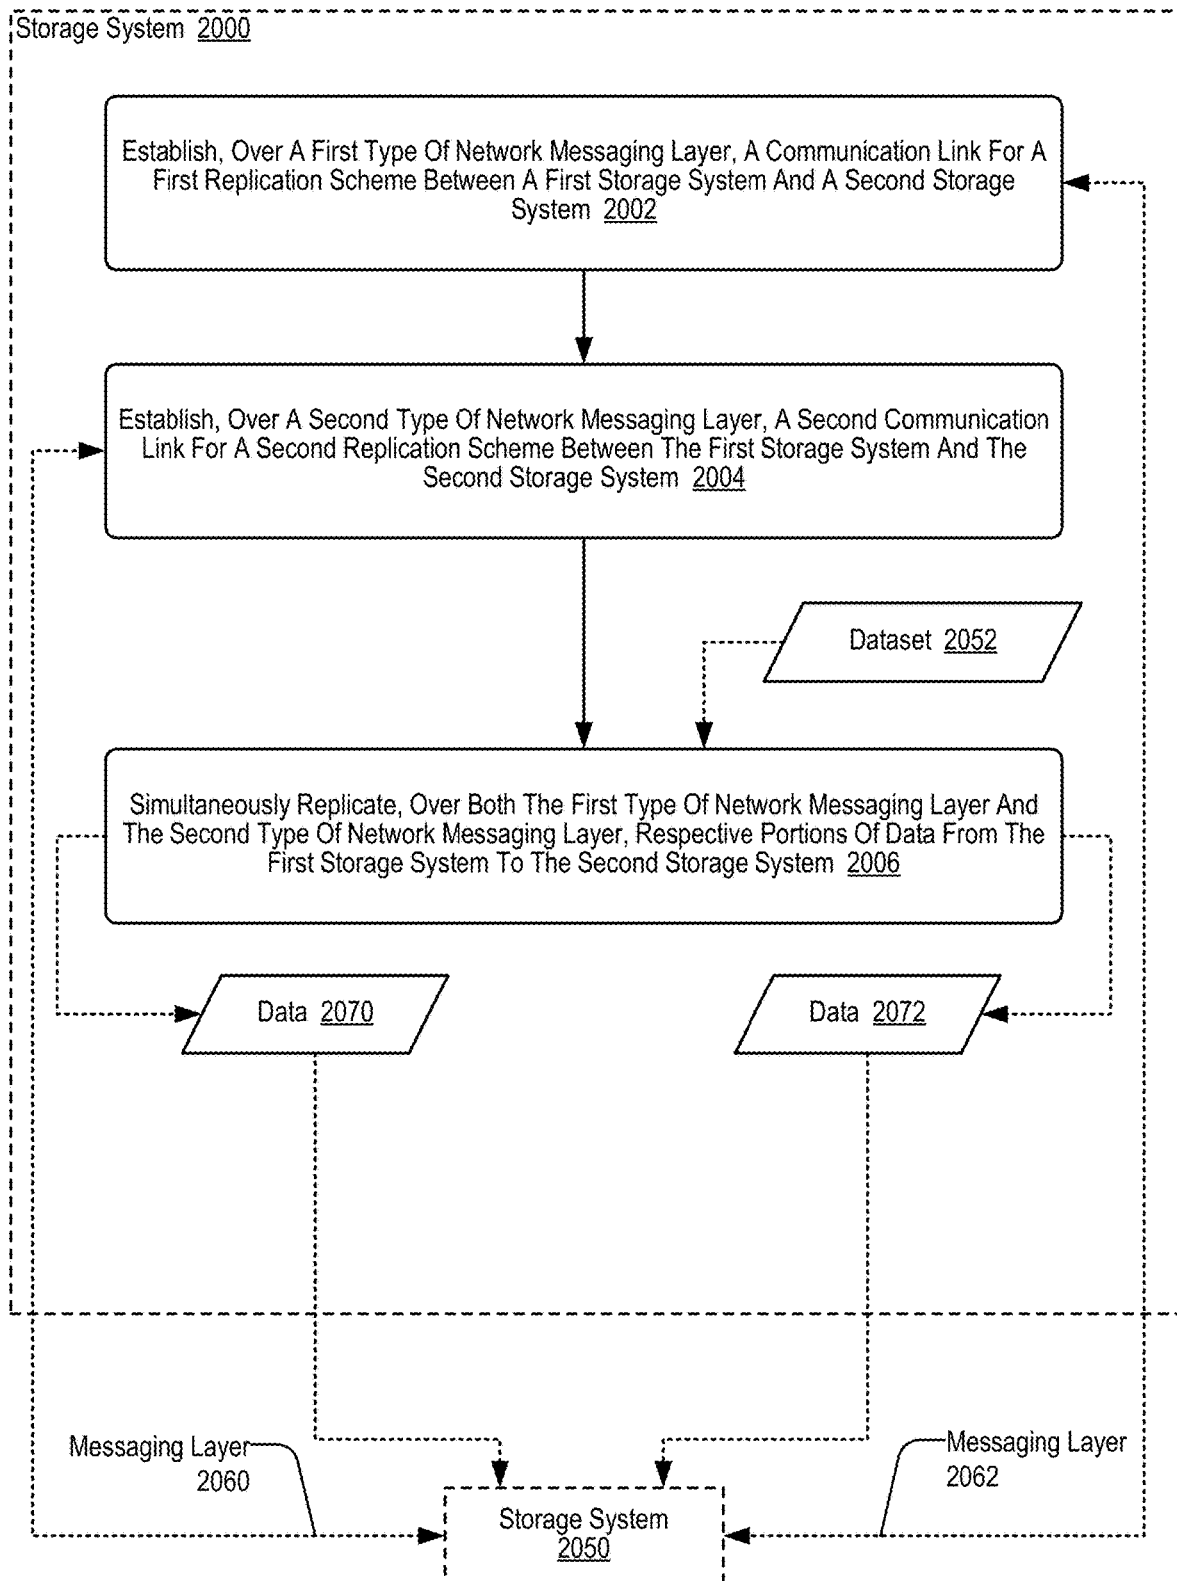 Storage System 2000
Establish, Over A First Type Of Network Messaging Layer, A Communication Link For A
First Replication Scheme Between A First Storage System And A Second Storage
System 2002
Establish, Over A Second Type Of Network Messaging Layer, A Second Communication
Link For A Second Replication Scheme Between The First Storage System And The
Second Storage System 2004
Dataset 2052
Simultaneously Replicate, Over Both The First Type Of Network Messaging Layer And
The Second Type Of Network Messaging Layer, Respective Portions Of Data From The
First Storage System To The Second Storage System 2006
Data 2070
Data 2072
Messaging Layer
2060
Messaging Layer
2062
Storage System
2050